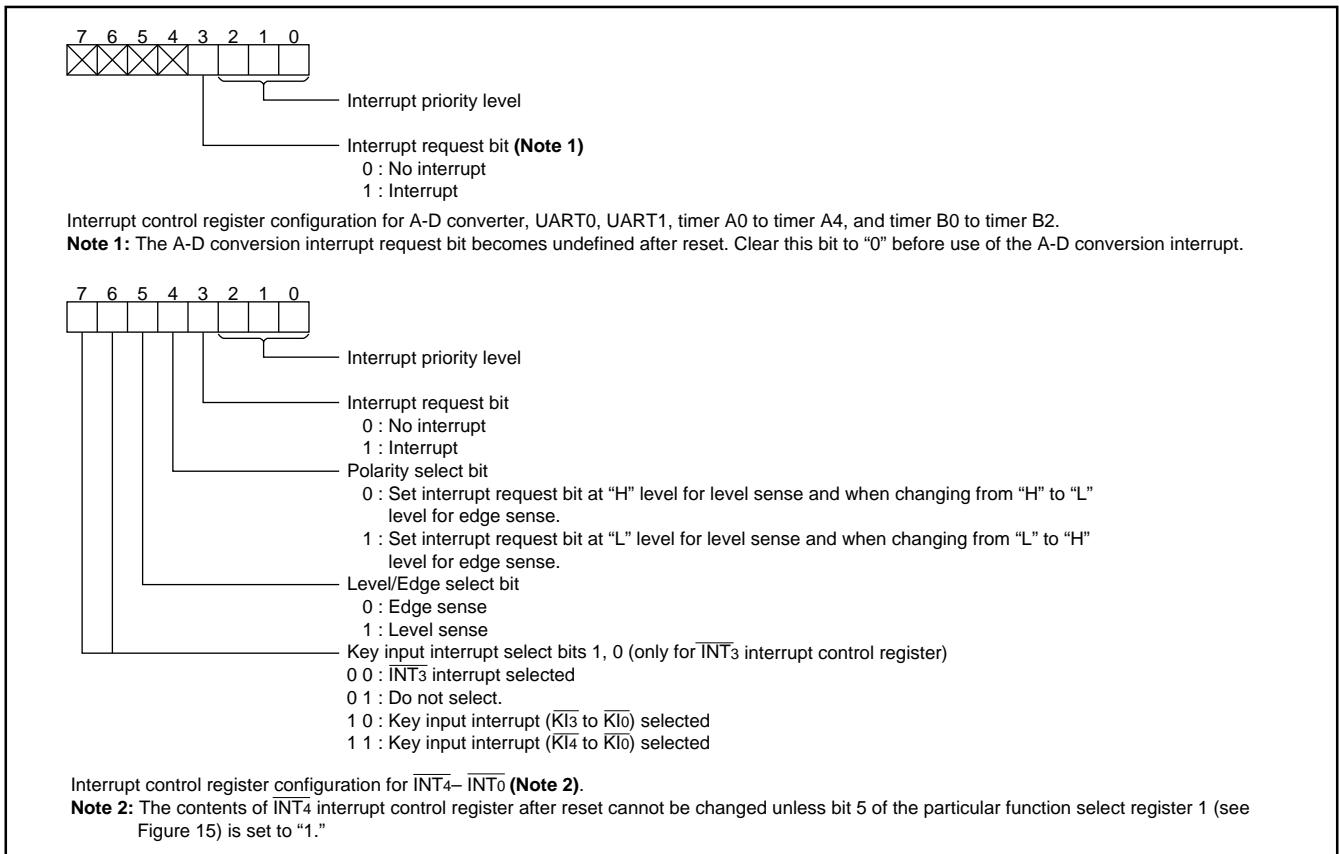 7 6 5 4 3 2 1 0
Interrupt priority level
Interrupt request bit (Note 1)
0 : No interrupt
1 : Interrupt
Interrupt control register configuration for A-D converter, UART0, UART1, timer A0 to timer A4, and timer B0 to timer B2.
Note 1: The A-D conversion interrupt request bit becomes undefined after reset. Clear this bit to “0” before use of the A-D conversion interrupt.
7 6 5 4 3 2 1 0
Interrupt priority level
Interrupt request bit
0 : No interrupt
1 : Interrupt
Polarity select bit
0 : Set interrupt request bit at “H” level for level sense and when changing from “H” to “L”
level for edge sense.
1 : Set interrupt request bit at “L” level for level sense and when changing from “L” to “H”
level for edge sense.
Level/Edge select bit
0 : Edge sense
1 : Level sense
Key input interrupt select bits 1, 0 (only for I̅N̅T̅3 interrupt control register)
0 0 : I̅N̅T̅3 interrupt selected
0 1 : Do not select.
1 0 : Key input interrupt (K̅I̅3 to K̅I̅0) selected
1 1 : Key input interrupt (K̅I̅4 to K̅I̅0) selected
Interrupt control register configuration for I̅N̅T̅4– I̅N̅T̅0 (Note 2).
Note 2: The contents of I̅N̅T̅4 interrupt control register after reset cannot be changed unless bit 5 of the particular function select register 1 (see
Figure 15) is set to “1.”